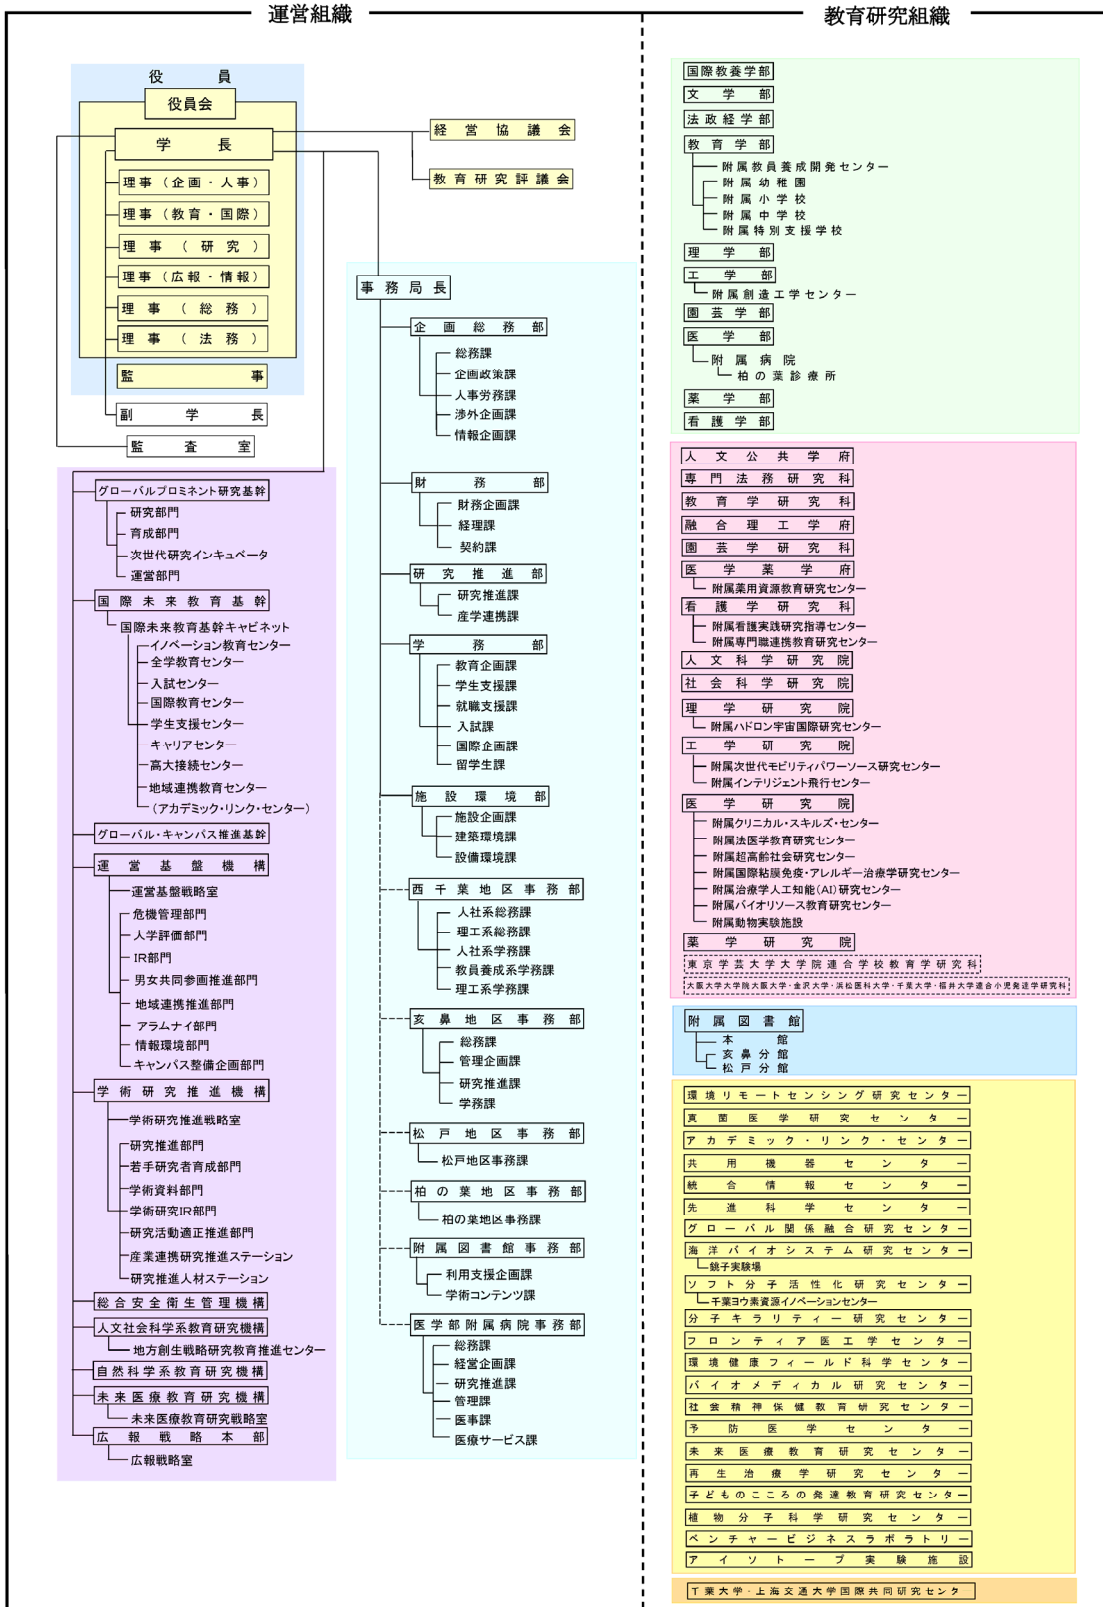 運営組織
役員
役員会
学長
理事（企画・人事）
理事（教育・国際）
理事（研究）
理事（広報・情報）
理事（総務）
理事（法務）
監事
副学長
監査室
経営協議会
教育研究評議会
グローバルプロミネント研究基幹
研究部門
育成部門
次世代研究インキュベータ
運営部門
国際未来教育基幹
国際未来教育基幹キャビネット
イノベーション教育センター
全学教育センター
入試センター
国際教育センター
学生支援センター
キャリアセンター
高大接続センター
地域連携教育センター
（アカデミック・リンク・センター）
グローバル・キャンパス推進基幹
運営基盤機構
運営基盤戦略室
危機管理部門
人学評価部門
IR部門
男女共同参画推進部門
地域連携推進部門
アラムナイ部門
情報環境部門
キャンパス整備企画部門
学術研究推進機構
学術研究推進戦略室
研究推進部門
若手研究者育成部門
学術資料部門
学術研究IR部門
研究活動適正推進部門
産業連携研究推進ステーション
研究推進人材ステーション
総合安全衛生管理機構
人文社会科学系教育研究機構
地方創生戦略研究教育推進センター
自然科学系教育研究機構
未来医療教育研究機構
未来医療教育研究戦略室
広報戦略本部
広報戦略室
事務局長
企画総務部
総務課
企画政策課
人事労務課
渉外企画課
情報企画課
財務部
財務企画課
経理課
契約課
研究推進部
研究推進課
産学連携課
学務部
教育企画課
学生支援課
就職支援課
入試課
国際企画課
留学生課
施設環境部
施設企画課
建築環境課
設備環境課
西千葉地区事務部
人社系総務課
理工系総務課
人社系学務課
教員養成系学務課
理工系学務課
亥鼻地区事務部
総務課
管理企画課
研究推進課
学務課
松戸地区事務部
松戸地区事務課
柏の葉地区事務部
柏の葉地区事務課
附属図書館事務部
利用支援企画課
学術コンテンツ課
医学部附属病院事務部
総務課
経営企画課
研究推進課
管理課
医事課
医療サービス課
教育研究組織
国際教養学部
文学部
法政経学部
教育学部
附属教員養成開発センター
附属幼稚園
附属小学校
附属中学校
附属特別支援学校
理学部
工学部
附属創造工学センター
園芸学部
医学部
附属病院
柏の葉診療所
薬学部
看護学部
人文公共学府
専門法務研究科
教育学研究科
融合理工学府
園芸学研究科
医学薬学府
附属薬用資源教育研究センター
看護学研究科
附属看護実践研究指導センター
附属専門職連携教育研究センター
人文科学研究院
社会科学研究院
理学研究院
附属ハドロン宇宙国際研究センター
工学研究院
附属次世代モビリティパワーソース研究センター
附属インテリジェント飛行センター
医学研究院
附属クリニカル・スキルズ・センター
附属法医学教育研究センター
附属超高齢社会研究センター
附属国際粘膜免疫・アレルギー治療学研究センター
附属治療学人工知能（AI）研究センター
附属バイオリソース教育研究センター
附属動物実験施設
薬学研究院
東京学芸大学大学院連合学校教育学研究科
大阪大学大学院大阪大学・金沢大学・浜松医科大学・千葉大学・福井大学連合小児発達学研究科
附属図書館
本館
亥鼻分館
松戸分館
環境リモートセンシング研究センター
真菌医学研究センター
アカデミック・リンク・センター
共用機器センター
統合情報センター
先進科学センター
グローバル関係融合研究センター
海洋バイオシステム研究センター
銚子実験場
ソフト分子活性化研究センター
千葉ヨウ素資源イノベーションセンター
分子キラリティー研究センター
フロンティア医工学センター
環境健康フィールド科学センター
バイオメディカル研究センター
社会精神保健教育研究センター
予防医学センター
未来医療教育研究センター
再生治療学研究センター
子どものこころの発達教育研究センター
植物分子科学研究センター
ベンチャービジネスラボラトリー
アイソトープ実験施設
丅葉大学・上海交通大学国際共同研究センタ